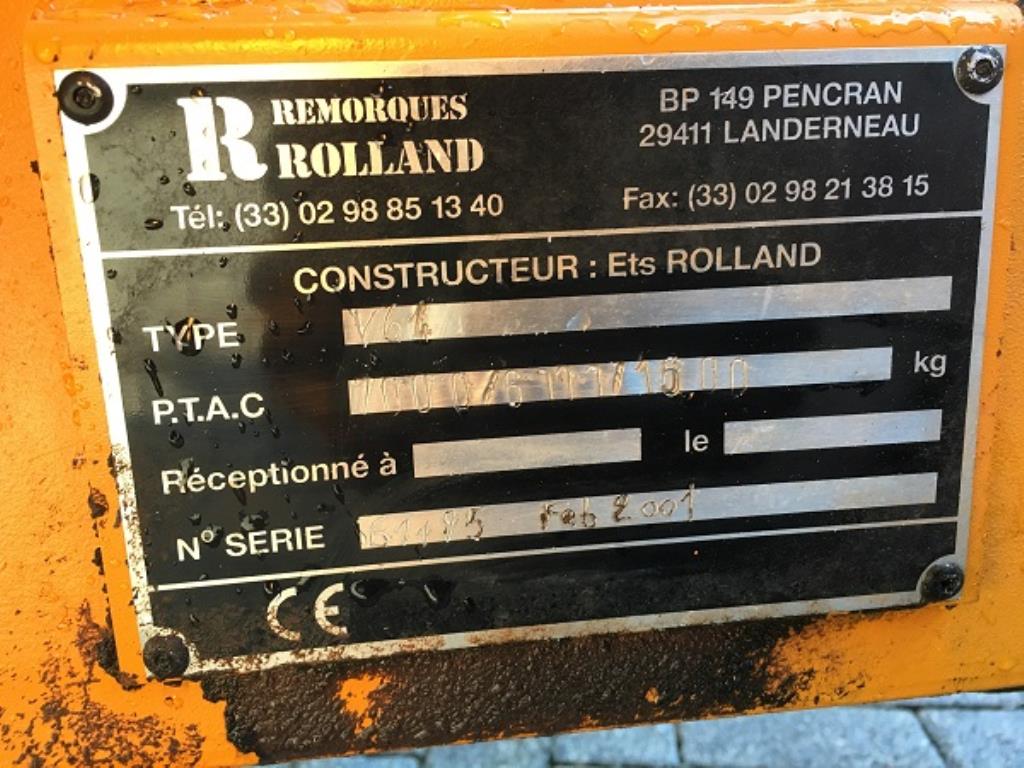 R REMORQUES
ROLLAND
Tél: (33) 02 98 85 13 40
BP 149 PENCRAN
29411 LANDERNEAU
Fax: (33) 02 98 21 38 15
CONSTRUCTEUR : Ets ROLLAND
TYPE V64
P.T.A.C kg
Réceptionné à le
N° SERIE Feb 2001
CE